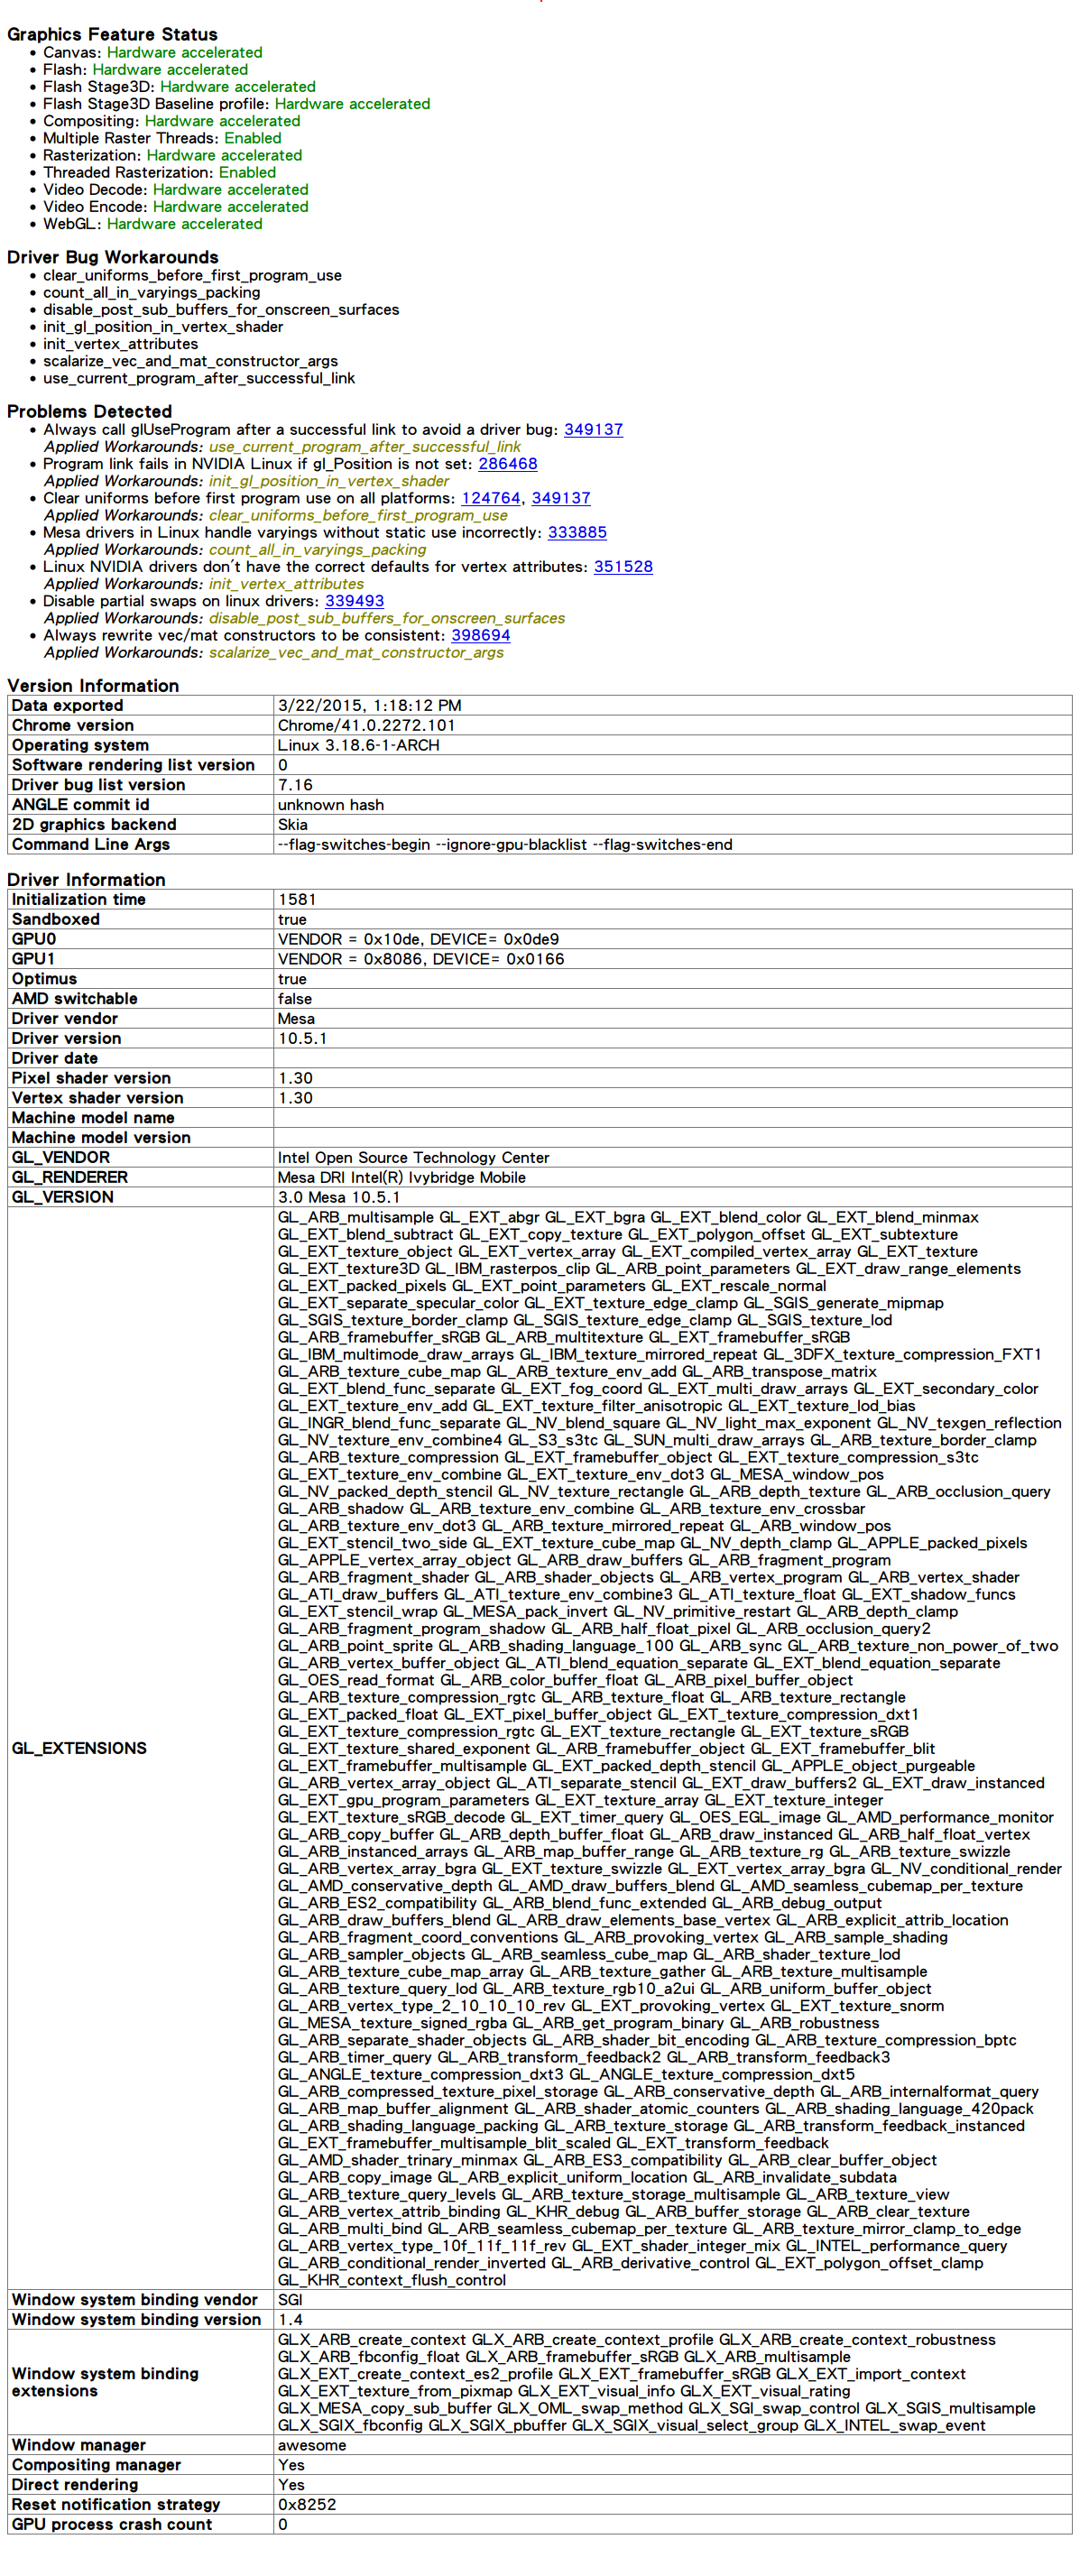 Graphics Feature Status
• Canvas: Hardware accelerated
• Flash: Hardware accelerated
• Flash Stage3D: Hardware accelerated
• Flash Stage3D Baseline profile: Hardware accelerated
• Compositing: Hardware accelerated
• Multiple Raster Threads: Enabled
• Rasterization: Hardware accelerated
• Threaded Rasterization: Enabled
• Video Decode: Hardware accelerated
• Video Encode: Hardware accelerated
• WebGL: Hardware accelerated
Driver Bug Workarounds
• clear_uniforms_before_first_program_use
• count_all_in_varyings_packing
• disable_post_sub_buffers_for_onscreen_surfaces
• init_gl_position_in_vertex_shader
• init_vertex_attributes
• scalarize_vec_and_mat_constructor_args
• use_current_program_after_successful_link
Problems Detected
• Always call glUseProgram after a successful link to avoid a driver bug: 349137
Applied Workarounds: use_current_program_after_successful_link
• Program link fails in NVIDIA Linux if gl_Position is not set: 286468
Applied Workarounds: init_gl_position_in_vertex_shader
• Clear uniforms before first program use on all platforms: 124764, 349137
Applied Workarounds: clear_uniforms_before_first_program_use
• Mesa drivers in Linux handle varyings without static use incorrectly: 333885
Applied Workarounds: count_all_in_varyings_packing
• Linux NVIDIA drivers don't have the correct defaults for vertex attributes: 351528
Applied Workarounds: init_vertex_attributes
• Disable partial swaps on linux drivers: 339493
Applied Workarounds: disable_post_sub_buffers_for_onscreen_surfaces
• Always rewrite vec/mat constructors to be consistent: 398694
Applied Workarounds: scalarize_vec_and_mat_constructor_args
Version Information
Data exported 3/22/2015, 1:18:12 PM
Chrome version Chrome/41.0.2272.101
Operating system Linux 3.18.6-1-ARCH
Software rendering list version 0
Driver bug list version 7.16
ANGLE commit id unknown hash
2D graphics backend Skia
Command Line Args --flag-switches-begin --ignore-gpu-blacklist --flag-switches-end
Driver Information
Initialization time 1581
Sandboxed true
GPU0 VENDOR = 0x10de, DEVICE= 0x0de9
GPU1 VENDOR = 0x8086, DEVICE= 0x0166
Optimus true
AMD switchable false
Driver vendor Mesa
Driver version 10.5.1
Driver date
Pixel shader version 1.30
Vertex shader version 1.30
Machine model name
Machine model version
GL_VENDOR Intel Open Source Technology Center
GL_RENDERER Mesa DRI Intel(R) Ivybridge Mobile
GL_VERSION 3.0 Mesa 10.5.1
GL_EXTENSIONS
GL_ARB_multisample GL_EXT_abgr GL_EXT_bgra GL_EXT_blend_color GL_EXT_blend_minmax
GL_EXT_blend_subtract GL_EXT_copy_texture GL_EXT_polygon_offset GL_EXT_subtexture
GL_EXT_texture_object GL_EXT_vertex_array GL_EXT_compiled_vertex_array GL_EXT_texture
GL_EXT_texture3D GL_IBM_rasterpos_clip GL_ARB_point_parameters GL_EXT_draw_range_elements
GL_EXT_packed_pixels GL_EXT_point_parameters GL_EXT_rescale_normal
GL_EXT_separate_specular_color GL_EXT_texture_edge_clamp GL_SGIS_generate_mipmap
GL_SGIS_texture_border_clamp GL_SGIS_texture_edge_clamp GL_SGIS_texture_lod
GL_ARB_framebuffer_sRGB GL_ARB_multitexture GL_EXT_framebuffer_sRGB
GL_IBM_multimode_draw_arrays GL_IBM_texture_mirrored_repeat GL_3DFX_texture_compression_FXT1
GL_ARB_texture_cube_map GL_ARB_texture_env_add GL_ARB_transpose_matrix
GL_EXT_blend_func_separate GL_EXT_fog_coord GL_EXT_multi_draw_arrays GL_EXT_secondary_color
GL_EXT_texture_env_add GL_EXT_texture_filter_anisotropic GL_EXT_texture_lod_bias
GL_INGR_blend_func_separate GL_NV_blend_square GL_NV_light_max_exponent GL_NV_texgen_reflection
GL_NV_texture_env_combine4 GL_S3_s3tc GL_SUN_multi_draw_arrays GL_ARB_texture_border_clamp
GL_ARB_texture_compression GL_EXT_framebuffer_object GL_EXT_texture_compression_s3tc
GL_EXT_texture_env_combine GL_EXT_texture_env_dot3 GL_MESA_window_pos
GL_NV_packed_depth_stencil GL_NV_texture_rectangle GL_ARB_depth_texture GL_ARB_occlusion_query
GL_ARB_shadow GL_ARB_texture_env_combine GL_ARB_texture_env_crossbar
GL_ARB_texture_env_dot3 GL_ARB_texture_mirrored_repeat GL_ARB_window_pos
GL_EXT_stencil_two_side GL_EXT_texture_cube_map GL_NV_depth_clamp GL_APPLE_packed_pixels
GL_APPLE_vertex_array_object GL_ARB_draw_buffers GL_ARB_fragment_program
GL_ARB_fragment_shader GL_ARB_shader_objects GL_ARB_vertex_program GL_ARB_vertex_shader
GL_ATI_draw_buffers GL_ATI_texture_env_combine3 GL_ATI_texture_float GL_EXT_shadow_funcs
GL_EXT_stencil_wrap GL_MESA_pack_invert GL_NV_primitive_restart GL_ARB_depth_clamp
GL_ARB_fragment_program_shadow GL_ARB_half_float_pixel GL_ARB_occlusion_query2
GL_ARB_point_sprite GL_ARB_shading_language_100 GL_ARB_sync GL_ARB_texture_non_power_of_two
GL_ARB_vertex_buffer_object GL_ATI_blend_equation_separate GL_EXT_blend_equation_separate
GL_OES_read_format GL_ARB_color_buffer_float GL_ARB_pixel_buffer_object
GL_ARB_texture_compression_rgtc GL_ARB_texture_float GL_ARB_texture_rectangle
GL_EXT_packed_float GL_EXT_pixel_buffer_object GL_EXT_texture_compression_dxt1
GL_EXT_texture_compression_rgtc GL_EXT_texture_rectangle GL_EXT_texture_sRGB
GL_EXT_texture_shared_exponent GL_ARB_framebuffer_object GL_EXT_framebuffer_blit
GL_EXT_framebuffer_multisample GL_EXT_packed_depth_stencil GL_APPLE_object_purgeable
GL_ARB_vertex_array_object GL_ATI_separate_stencil GL_EXT_draw_buffers2 GL_EXT_draw_instanced
GL_EXT_gpu_program_parameters GL_EXT_texture_array GL_EXT_texture_integer
GL_EXT_texture_sRGB_decode GL_EXT_timer_query GL_OES_EGL_image GL_AMD_performance_monitor
GL_ARB_copy_buffer GL_ARB_depth_buffer_float GL_ARB_draw_instanced GL_ARB_half_float_vertex
GL_ARB_instanced_arrays GL_ARB_map_buffer_range GL_ARB_texture_rg GL_ARB_texture_swizzle
GL_ARB_vertex_array_bgra GL_EXT_texture_swizzle GL_EXT_vertex_array_bgra GL_NV_conditional_render
GL_AMD_conservative_depth GL_AMD_draw_buffers_blend GL_AMD_seamless_cubemap_per_texture
GL_ARB_ES2_compatibility GL_ARB_blend_func_extended GL_ARB_debug_output
GL_ARB_draw_buffers_blend GL_ARB_draw_elements_base_vertex GL_ARB_explicit_attrib_location
GL_ARB_fragment_coord_conventions GL_ARB_provoking_vertex GL_ARB_sample_shading
GL_ARB_sampler_objects GL_ARB_seamless_cube_map GL_ARB_shader_texture_lod
GL_ARB_texture_cube_map_array GL_ARB_texture_gather GL_ARB_texture_multisample
GL_ARB_texture_query_lod GL_ARB_texture_rgb10_a2ui GL_ARB_uniform_buffer_object
GL_ARB_vertex_type_2_10_10_10_rev GL_EXT_provoking_vertex GL_EXT_texture_snorm
GL_MESA_texture_signed_rgba GL_ARB_get_program_binary GL_ARB_robustness
GL_ARB_separate_shader_objects GL_ARB_shader_bit_encoding GL_ARB_texture_compression_bptc
GL_ARB_timer_query GL_ARB_transform_feedback2 GL_ARB_transform_feedback3
GL_ANGLE_texture_compression_dxt3 GL_ANGLE_texture_compression_dxt5
GL_ARB_compressed_texture_pixel_storage GL_ARB_conservative_depth GL_ARB_internalformat_query
GL_ARB_map_buffer_alignment GL_ARB_shader_atomic_counters GL_ARB_shading_language_420pack
GL_ARB_shading_language_packing GL_ARB_texture_storage GL_ARB_transform_feedback_instanced
GL_EXT_framebuffer_multisample_blit_scaled GL_EXT_transform_feedback
GL_AMD_shader_trinary_minmax GL_ARB_ES3_compatibility GL_ARB_clear_buffer_object
GL_ARB_copy_image GL_ARB_explicit_uniform_location GL_ARB_invalidate_subdata
GL_ARB_texture_query_levels GL_ARB_texture_storage_multisample GL_ARB_texture_view
GL_ARB_vertex_attrib_binding GL_KHR_debug GL_ARB_buffer_storage GL_ARB_clear_texture
GL_ARB_multi_bind GL_ARB_seamless_cubemap_per_texture GL_ARB_texture_mirror_clamp_to_edge
GL_ARB_vertex_type_10f_11f_11f_rev GL_EXT_shader_integer_mix GL_INTEL_performance_query
GL_ARB_conditional_render_inverted GL_ARB_derivative_control GL_EXT_polygon_offset_clamp
GL_KHR_context_flush_control
Window system binding vendor SGI
Window system binding version 1.4
Window system binding
extensions
GLX_ARB_create_context GLX_ARB_create_context_profile GLX_ARB_create_context_robustness
GLX_ARB_fbconfig_float GLX_ARB_framebuffer_sRGB GLX_ARB_multisample
GLX_EXT_create_context_es2_profile GLX_EXT_framebuffer_sRGB GLX_EXT_import_context
GLX_EXT_texture_from_pixmap GLX_EXT_visual_info GLX_EXT_visual_rating
GLX_MESA_copy_sub_buffer GLX_OML_swap_method GLX_SGI_swap_control GLX_SGIS_multisample
GLX_SGIX_fbconfig GLX_SGIX_pbuffer GLX_SGIX_visual_select_group GLX_INTEL_swap_event
Window manager awesome
Compositing manager Yes
Direct rendering Yes
Reset notification strategy 0x8252
GPU process crash count 0